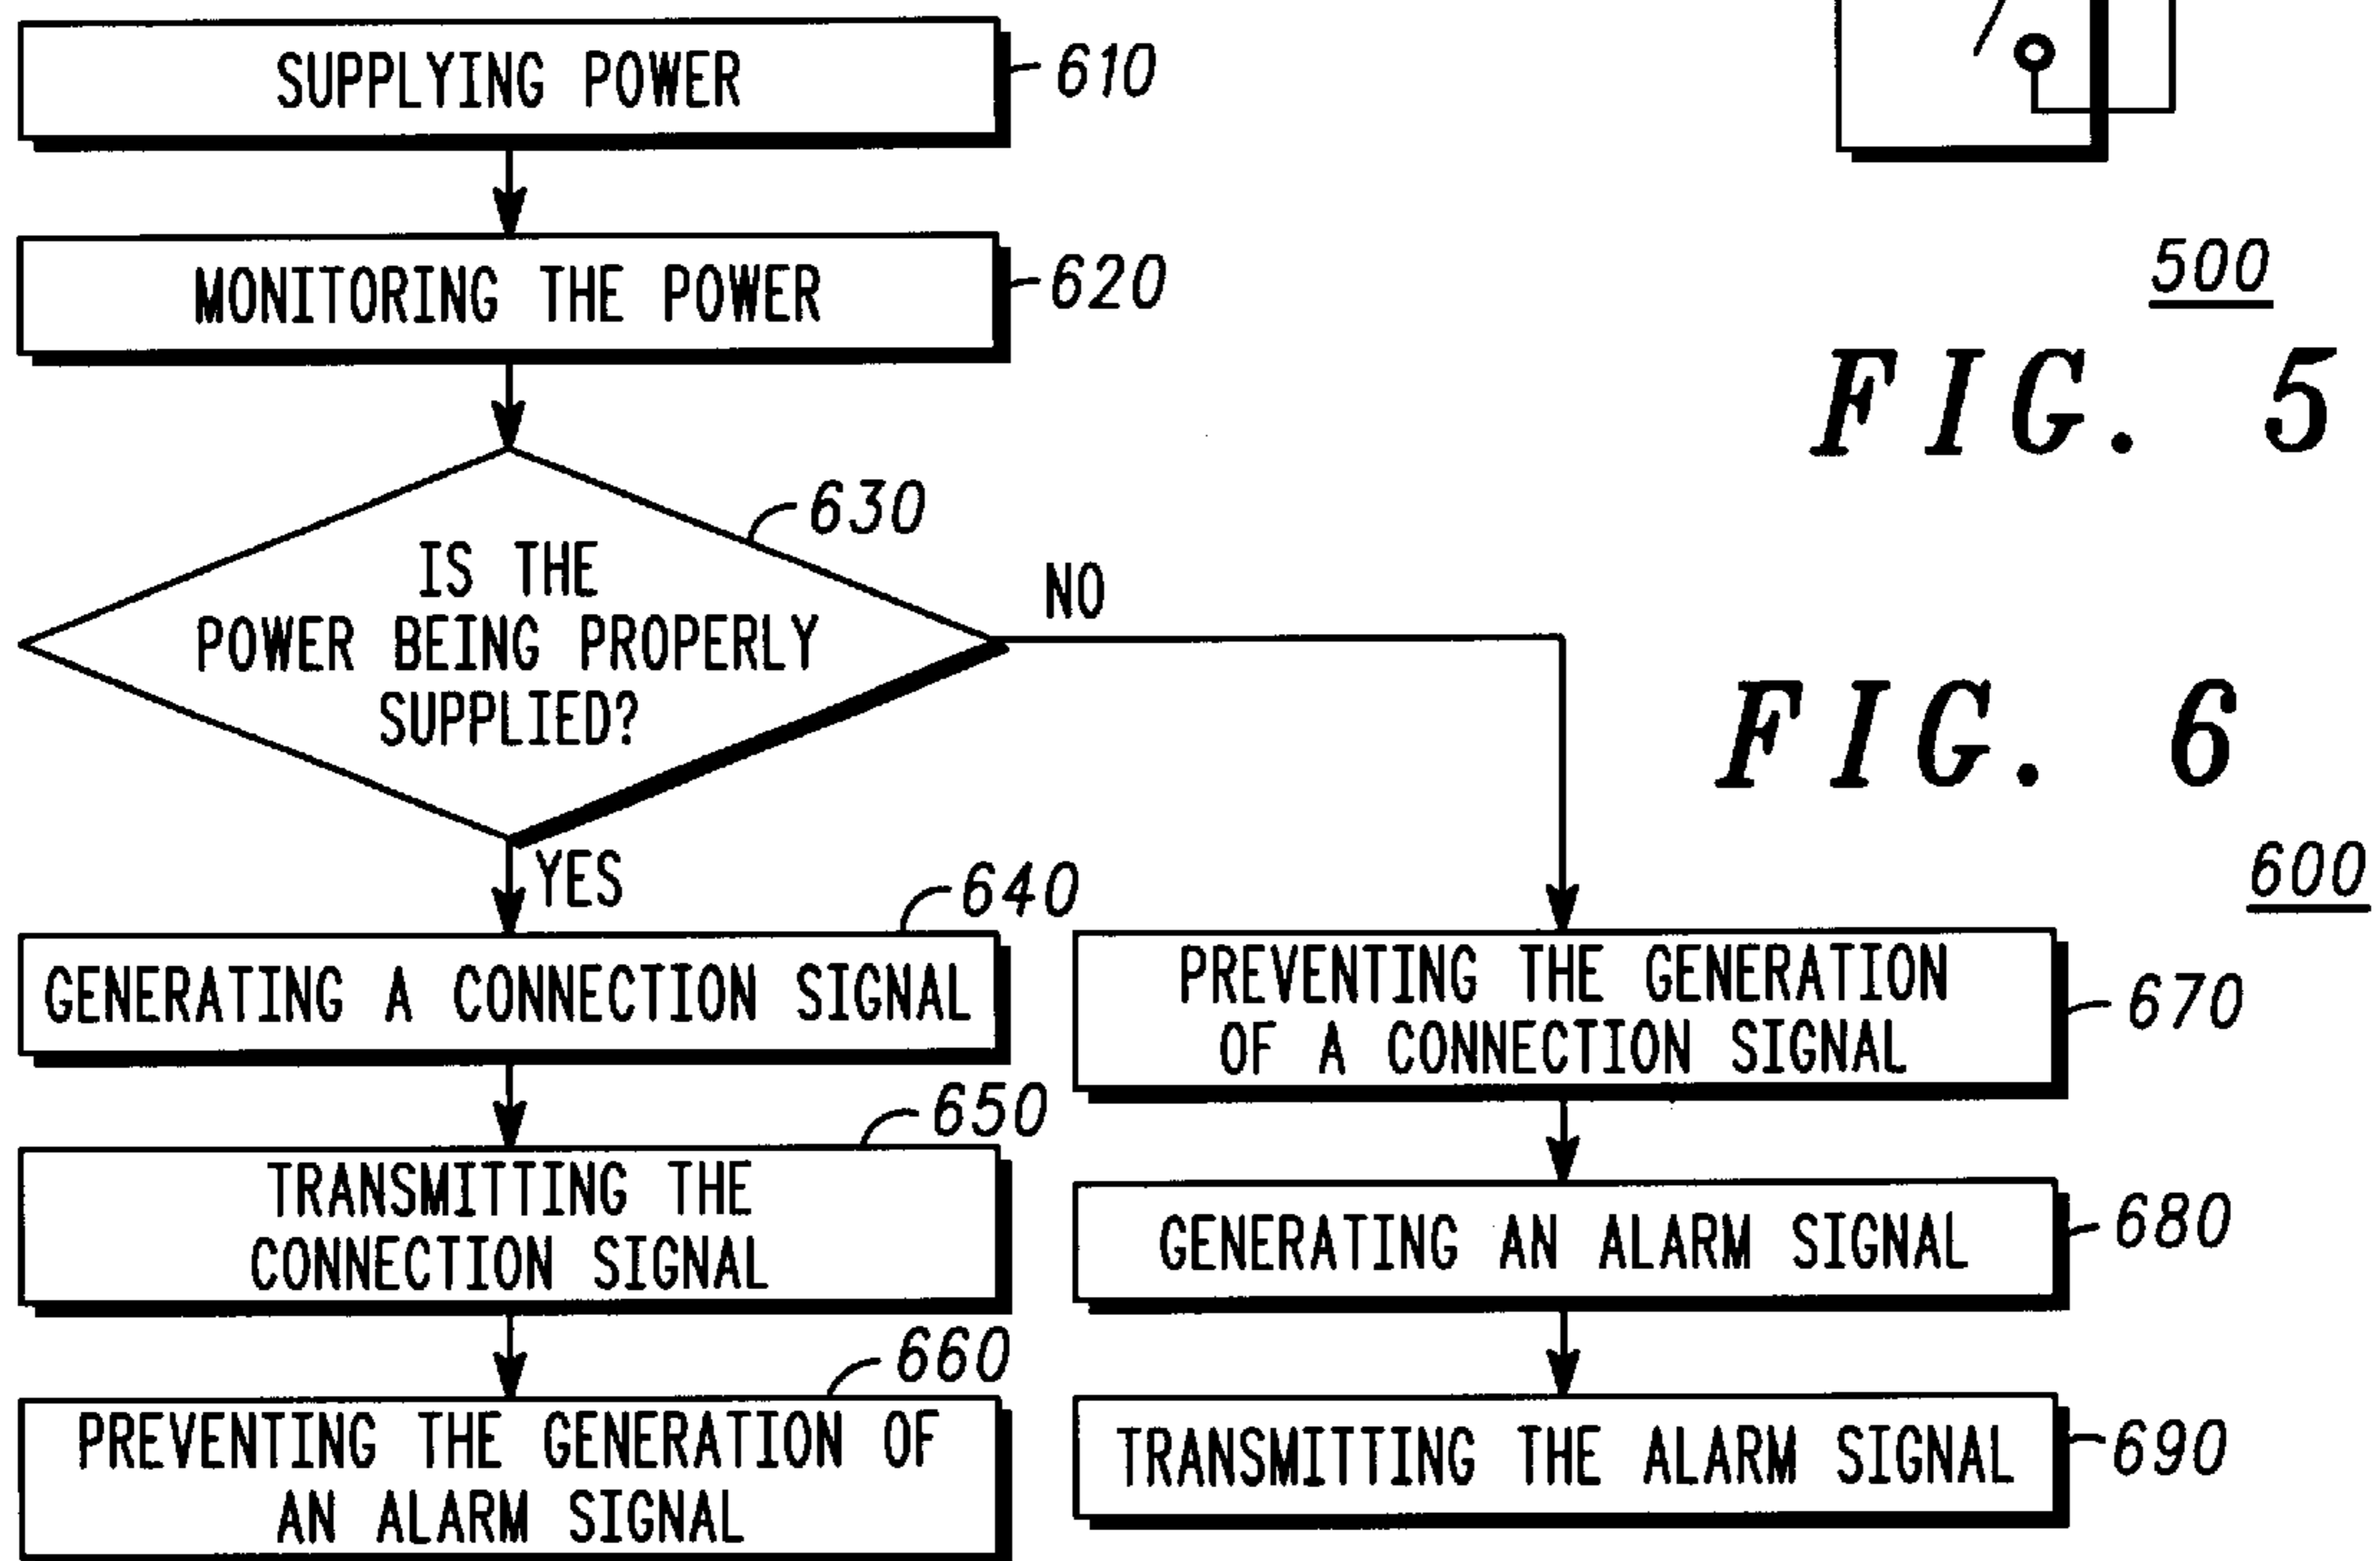 SUPPLYING POWER
610
MONITORING THE POWER
620
500
FIG. 5
630
IS THE
POWER BEING PROPERLY
SUPPLIED?
NO
FIG. 6
YES
600
640
GENERATING A CONNECTION SIGNAL
PREVENTING THE GENERATION
OF A CONNECTION SIGNAL
670
650
TRANSMITTING THE
CONNECTION SIGNAL
GENERATING AN ALARM SIGNAL
680
660
PREVENTING THE GENERATION OF
AN ALARM SIGNAL
TRANSMITTING THE ALARM SIGNAL
690